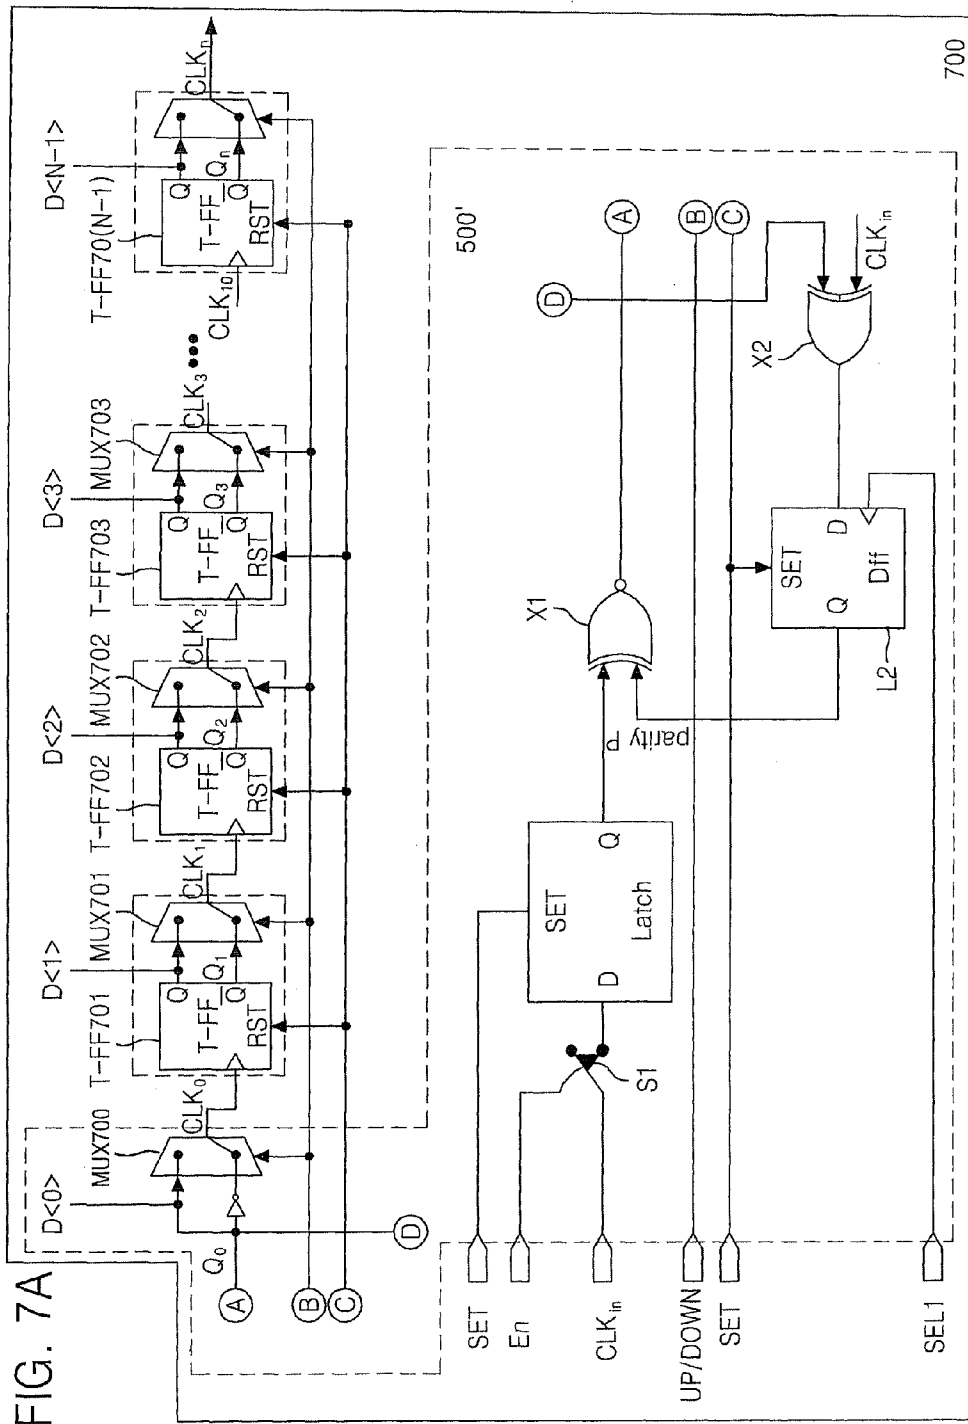 FIG. 7A
D<0>
MUX700
T-FF701
D<1>
MUX701
T-FF702
D<2>
MUX702
T-FF703
D<3>
MUX703
T-FF70(N-1)
D<N-1>
Q₀
CLK₀
T-FF
Q
Q₁
Q̅
RST
CLK₁
T-FF
Q
Q₂
Q̅
RST
CLK₂
T-FF
Q
Q₃
Q̅
RST
CLK₃
CLK₁₀
T-FF
Q
Qₙ
Q̅
RST
CLKₙ
A
B
C
D
500'
SET
En
CLKᵢₙ
UP/DOWN
SET
SEL1
S1
SET
D
Q
Latch
parity P
X1
SET
Q
D
Dff
L2
X2
CLKᵢₙ
D
A
B
C
700